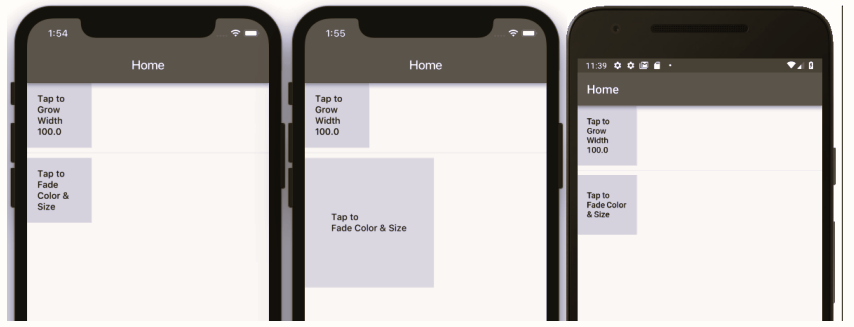 1:54
Home
Tap to
Grow
Width
100.0
Tap to
Fade
Color &
Size
1:55
Home
Tap to
Grow
Width
100.0
Tap to
Fade Color & Size
11:39
Home
Tap to
Grow
Width
100.0
Tap to
Fade Color
& Size